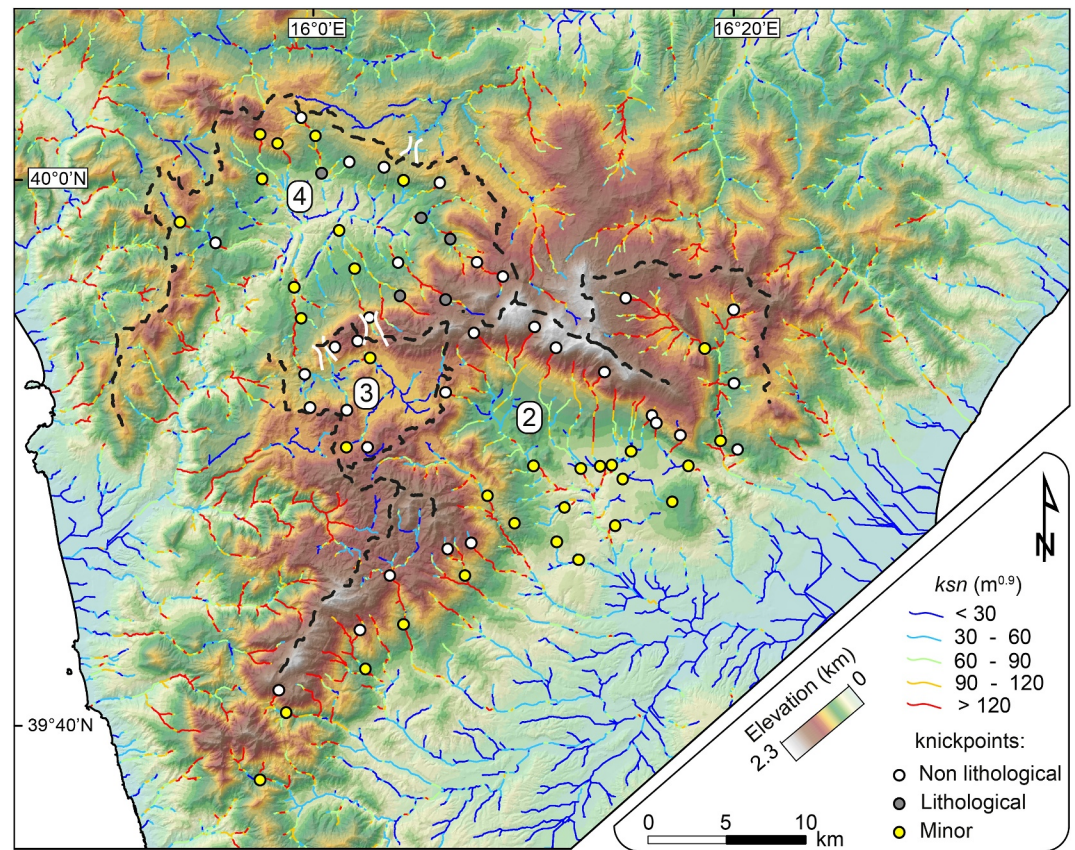 16°0'E
16°20'E
40°0'N
4
3
2
N
ksn (m⁰·⁹)
< 30
30 - 60
60 - 90
90 - 120
> 120
Elevation (km)
0
2.3
39°40'N
knickpoints:
Non lithological
Lithological
Minor
0 5 10
km